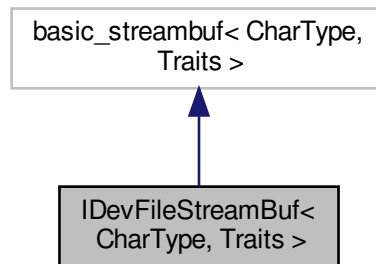 basic_streambuf< CharType,
Traits >
IDevFileStreamBuf<
CharType, Traits >